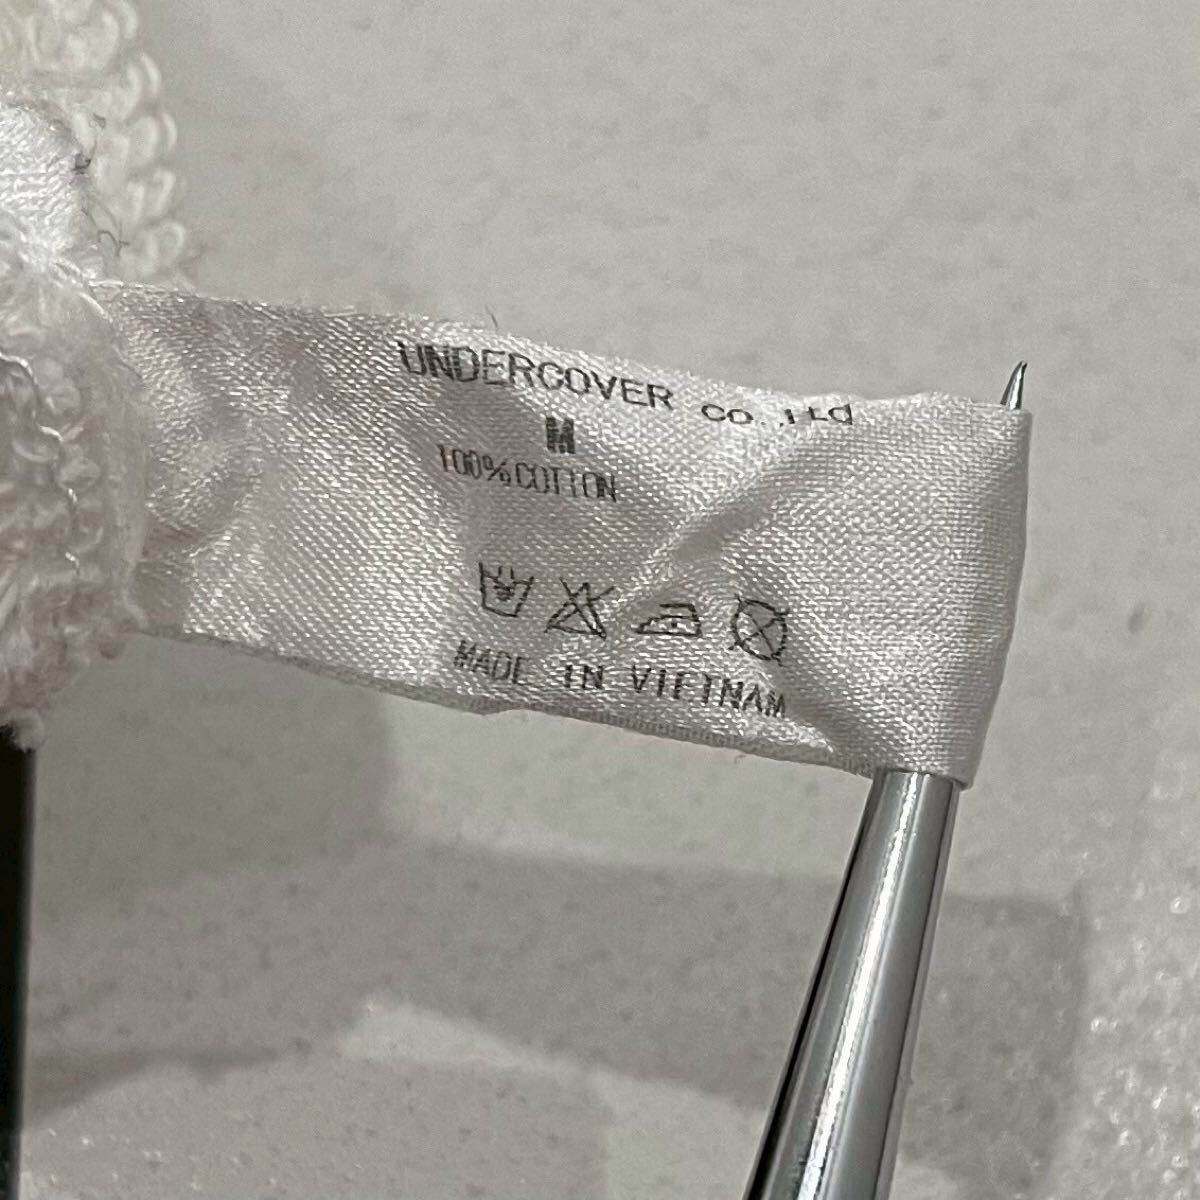 UNDERCOVER CO.,LTd
M
100%COTTON
MADE IN VIETNAM